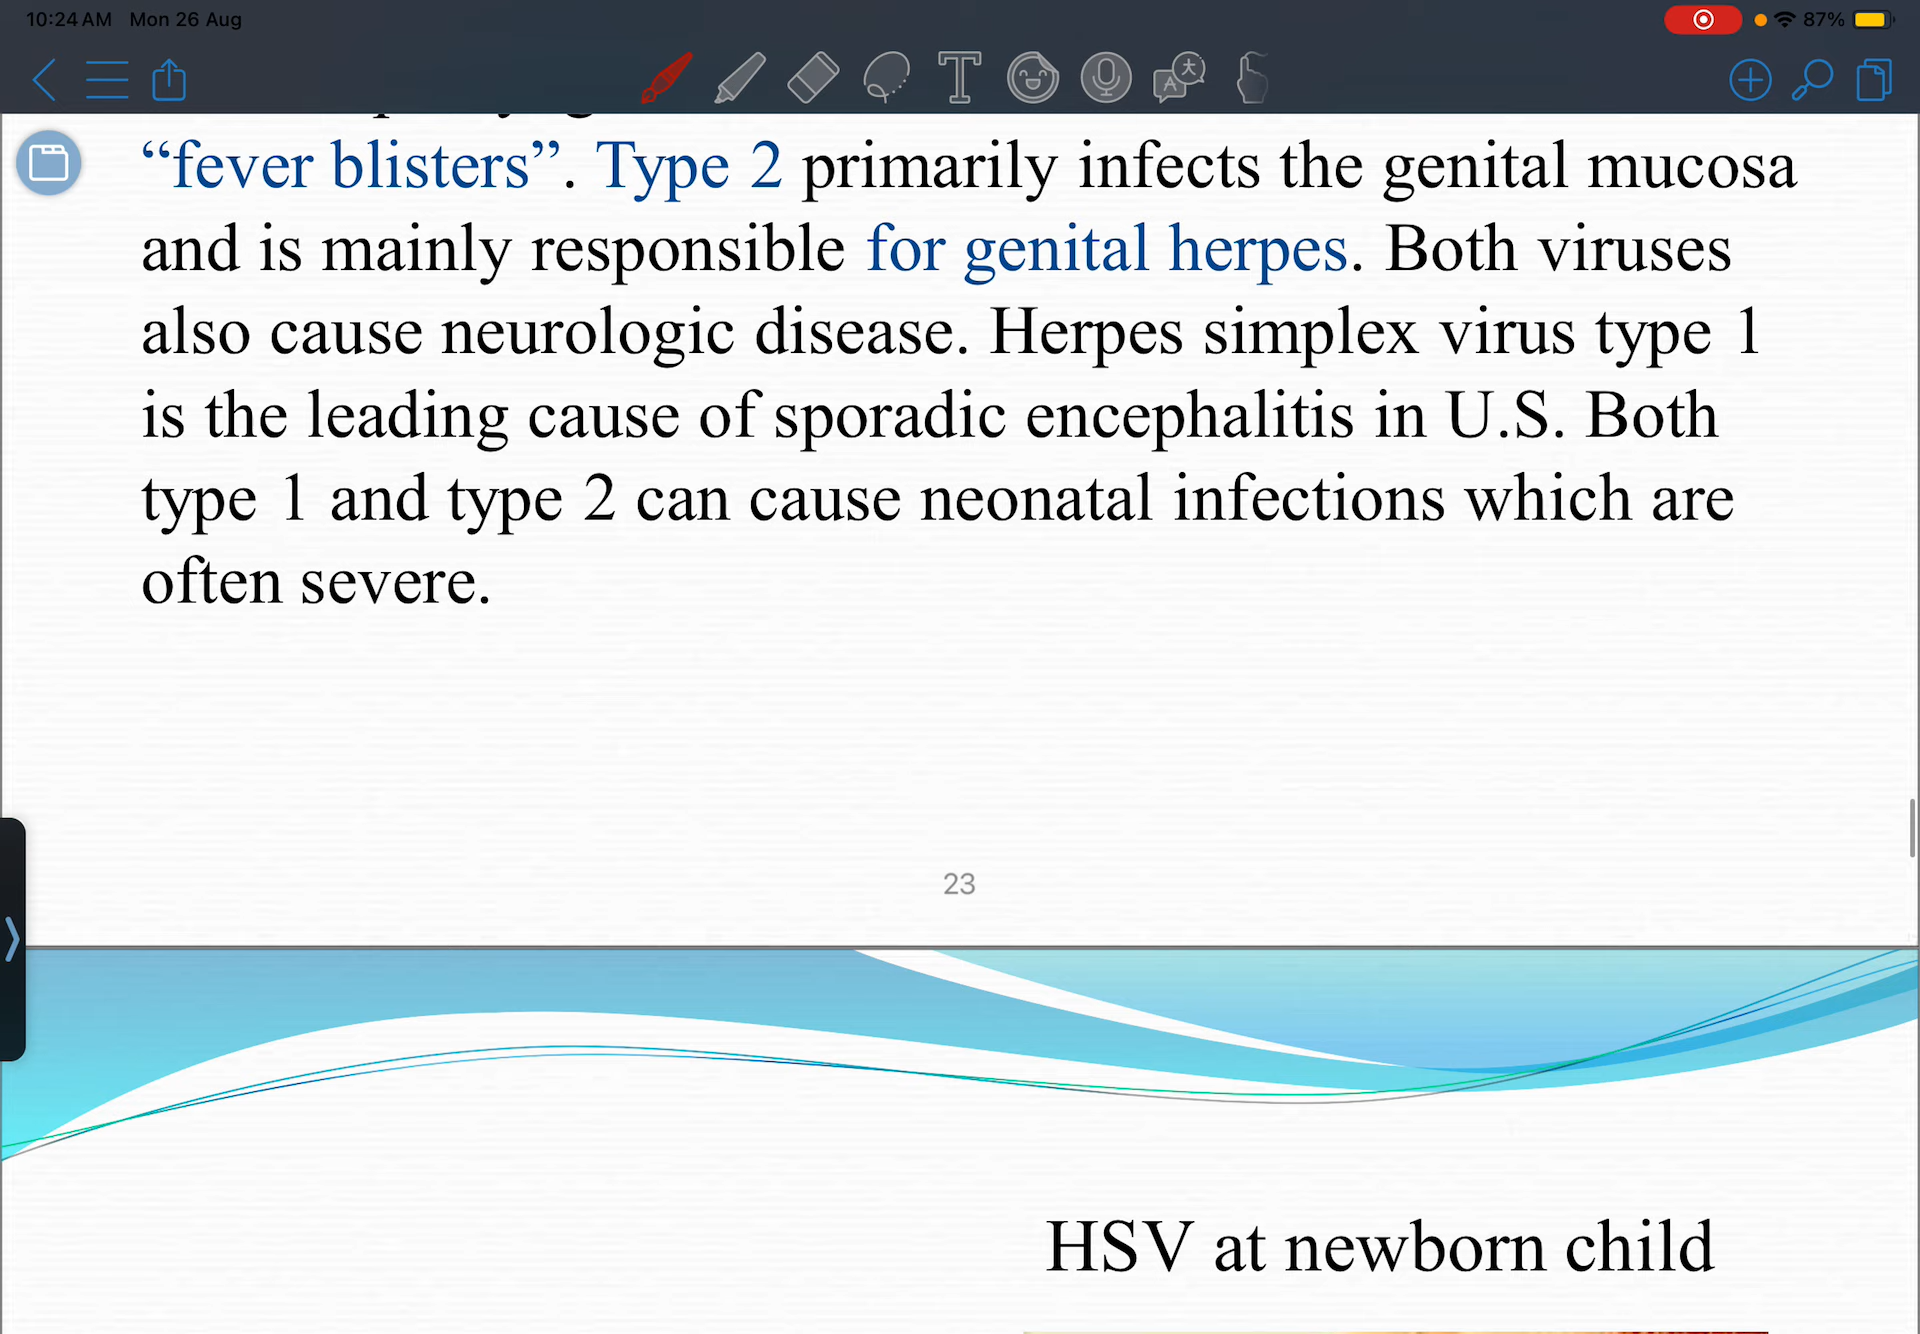 10:24 AM Mon 26 Aug
87%
“fever blisters”. Type 2 primarily infects the genital mucosa
and is mainly responsible for genital herpes. Both viruses
also cause neurologic disease. Herpes simplex virus type 1
is the leading cause of sporadic encephalitis in U.S. Both
type 1 and type 2 can cause neonatal infections which are
often severe.
23
HSV at newborn child